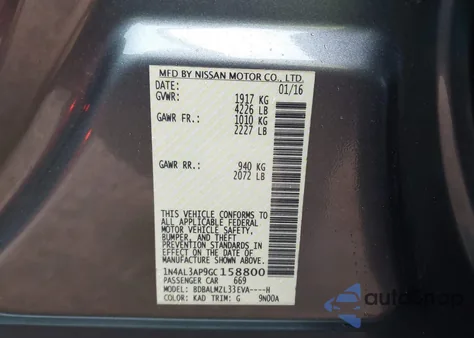 MFD BY NISSAN MOTOR CO., LTD.
DATE: 01/16
GVWR: 1917 KG
4226 LB
GAWR FR.: 1010 KG
2227 LB
GAWR RR.: 940 KG
2072 LB
THIS VEHICLE CONFORMS TO
ALL APPLICABLE FEDERAL
MOTOR VEHICLE SAFETY,
BUMPER, AND THEFT
PREVENTION STANDARDS IN
EFFECT ON THE DATE OF
MANUFACTURE SHOWN ABOVE.
1N4AL3AP9GC158800
PASSENGER CAR 669
MODEL: BDBALMZL33EVA----H
COLOR: KAD TRIM: G 9N00A
AutoSnap